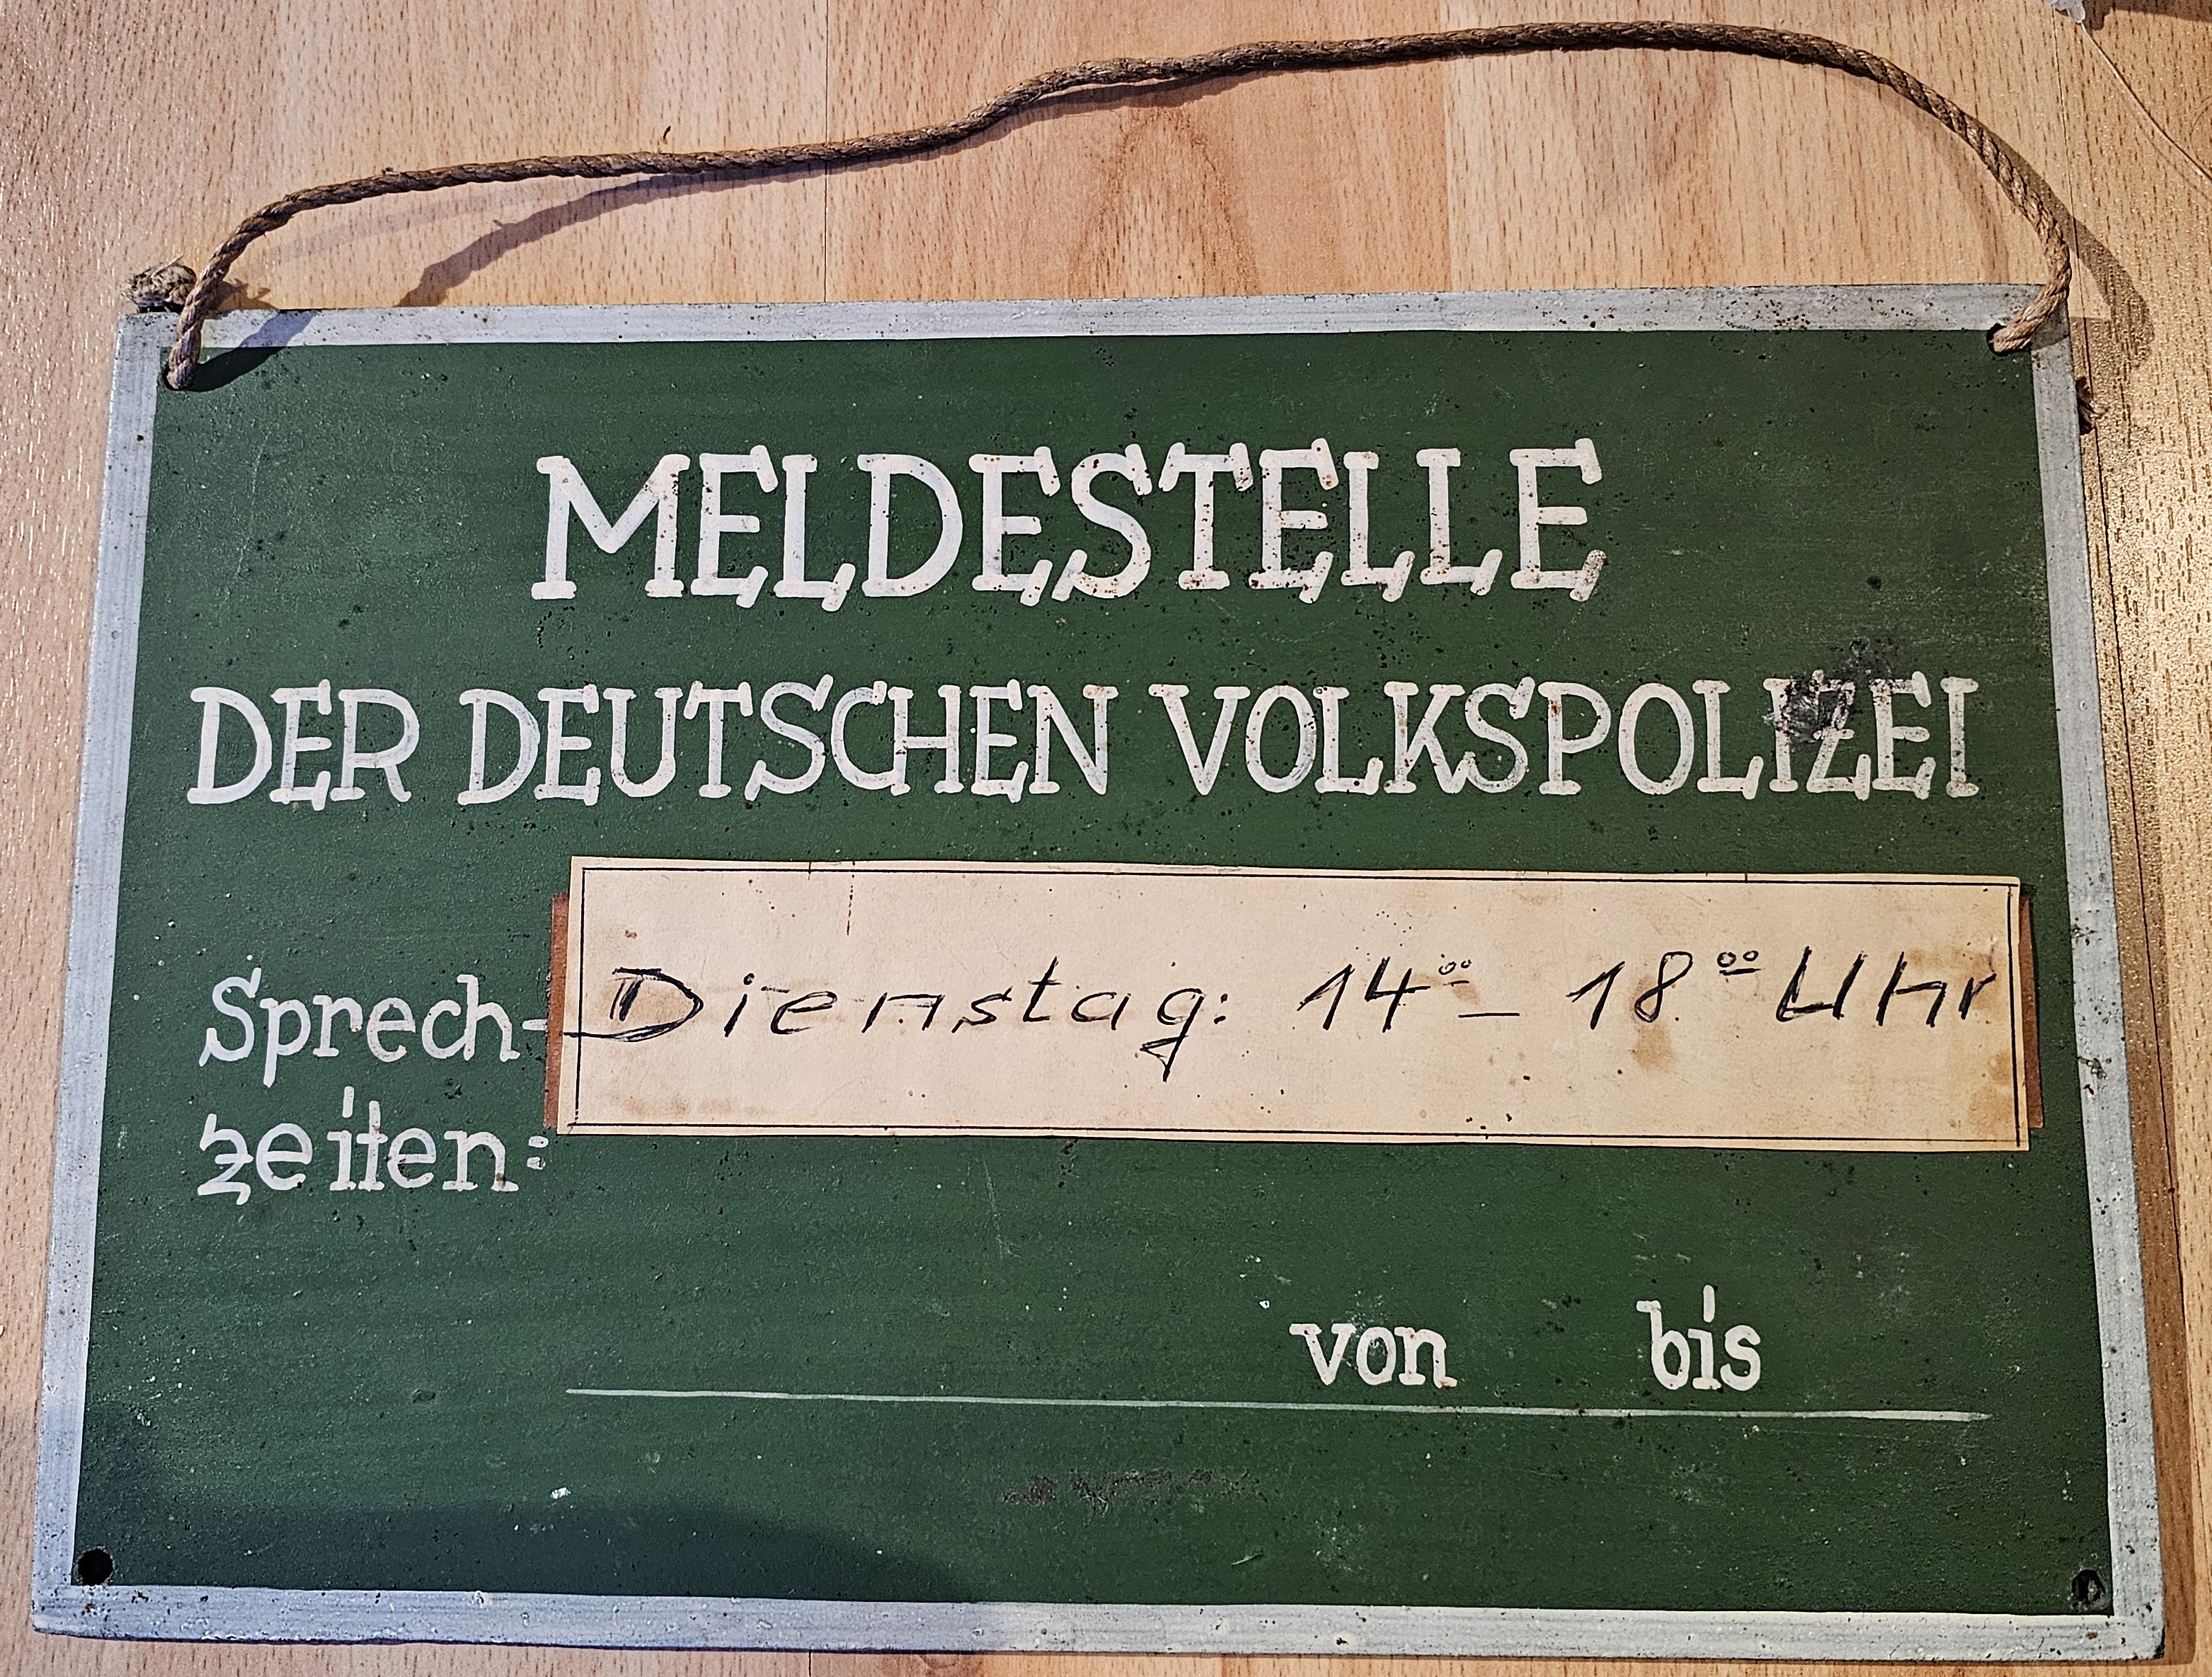 MELDESTELLE
DER DEUTSCHEN VOLKSPOLIZEI
Sprech-
zeiten:
Dienstag: 14⁰⁰ – 18⁰⁰ Uhr
von bis